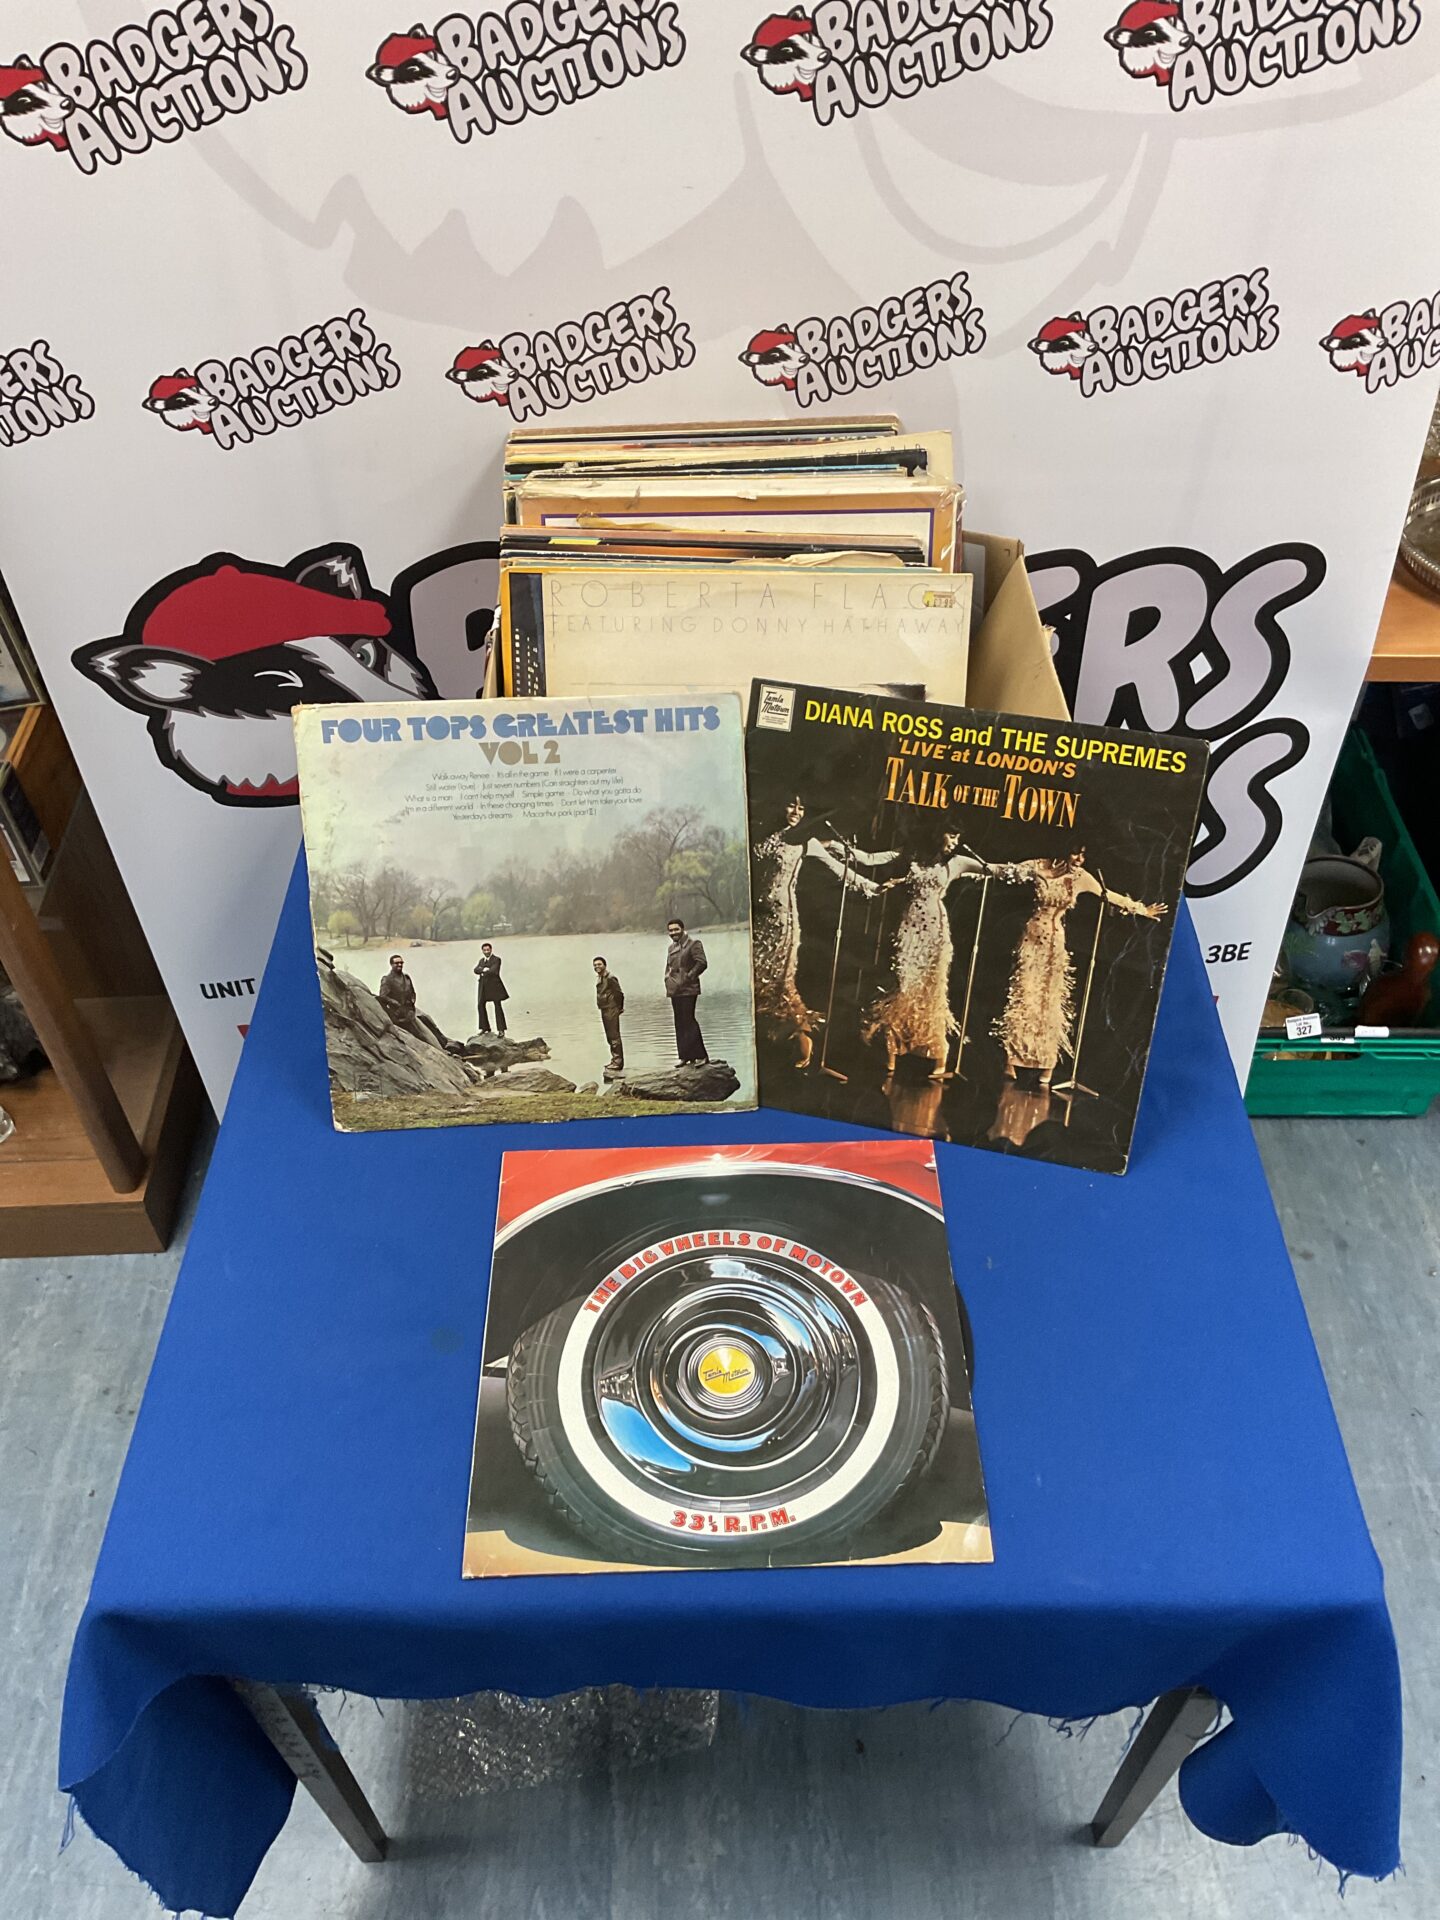 BADGERS
AUCTIONS
BADGERS
AUCTIONS
BADGERS
AUCTIONS
BADGERS
AUCTIONS
BADGERS
AUCTIONS
BADGERS
AUCTIONS
BADGERS
AUCTIONS
BADGERS
AUCTIONS
WORLD
ROBERTA FLACK
FEATURING DONNY HATHAWAY
FOUR TOPS GREATEST HITS
VOL 2
Walk away Renee · It's all in the game · If I were a carpenter
Still water (love) · Just seven numbers (Can straighten out my life)
What is a man · I can't help myself · Simple game · Do what you gotta do
I'm in a different world · In these changing times · Don't let him take your love
Yesterday's dreams · Macarthur park (part II)
Tamla
Motown
DIANA ROSS and THE SUPREMES
'LIVE' at LONDON'S
TALK OF THE TOWN
UNIT
3BE
327
THE BIG WHEELS OF MOTOWN
Tamla Motown
33⅓ R.P.M.